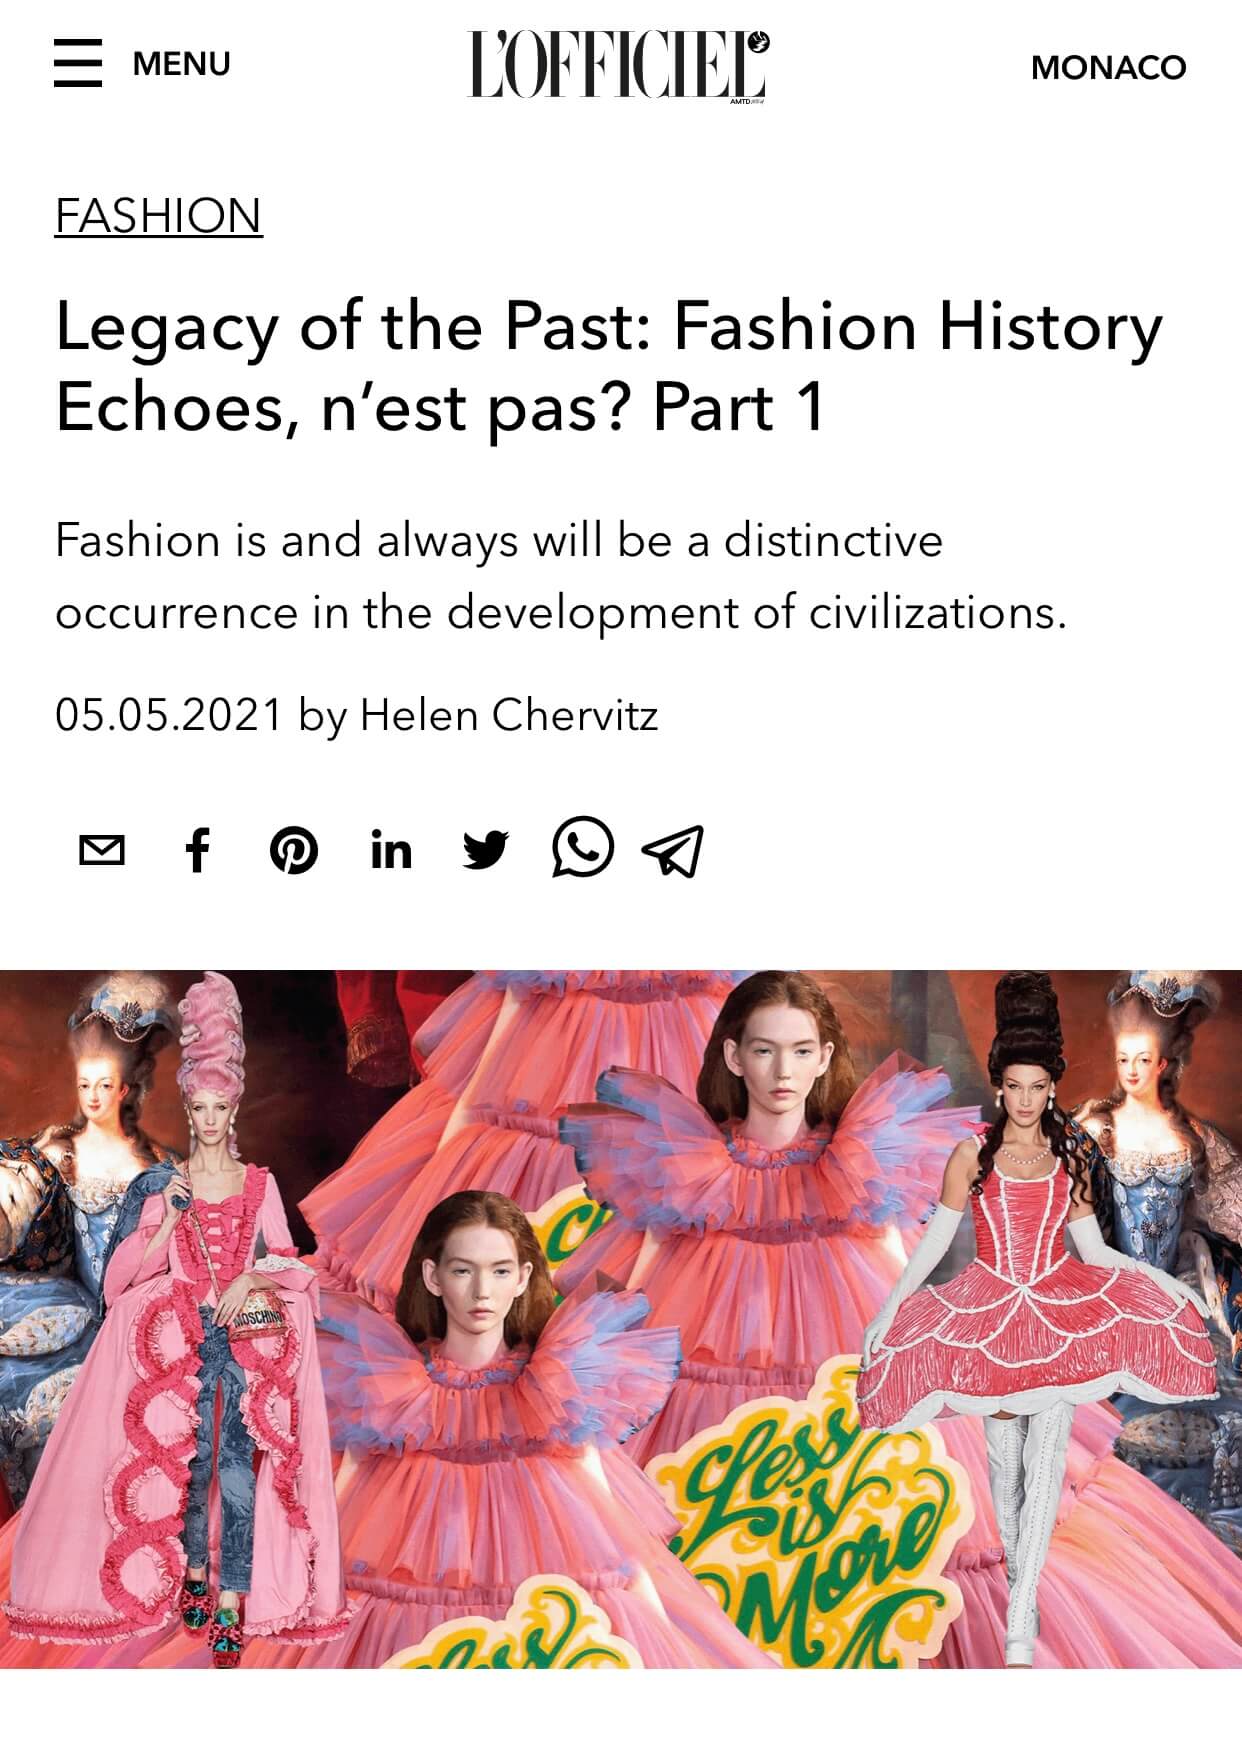 MENU
L'OFFICIEL
AMTD
MONACO
FASHION
Legacy of the Past: Fashion History
Echoes, n’est pas? Part 1
Fashion is and always will be a distinctive
occurrence in the development of civilizations.
05.05.2021 by Helen Chervitz
MOSCHINO
Less
is
More
Less